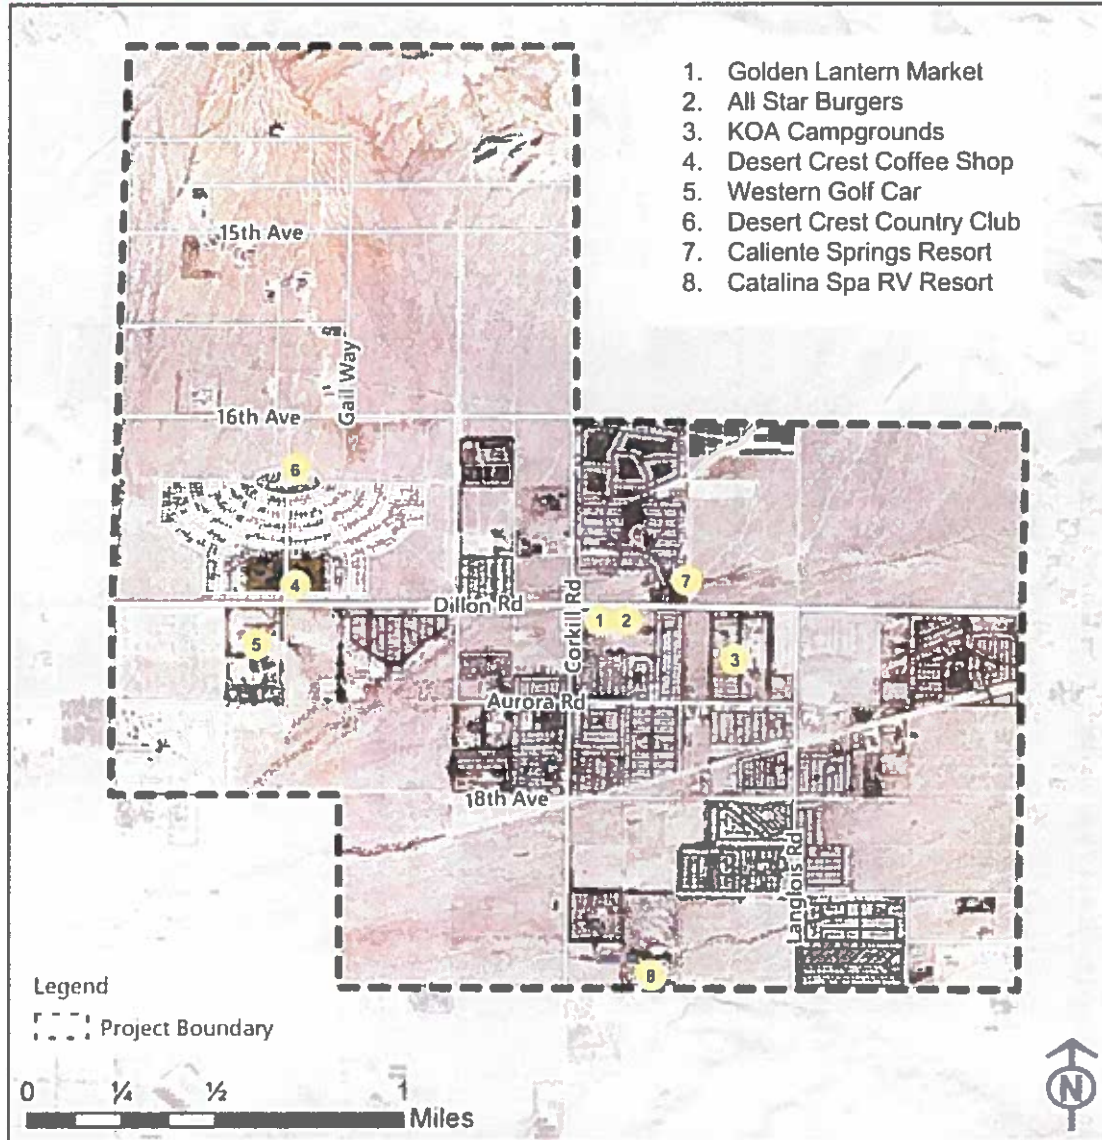 1. Golden Lantern Market
2. All Star Burgers
3. KOA Campgrounds
4. Desert Crest Coffee Shop
5. Western Golf Car
6. Desert Crest Country Club
7. Caliente Springs Resort
8. Catalina Spa RV Resort
15th Ave
Gail Way
16th Ave
6
4
7
Dillon Rd
Corkill Rd
1 2
5
3
Aurora Rd
18th Ave
Langlois Rd
8
Legend
Project Boundary
0 ¼ ½ 1
Miles
N